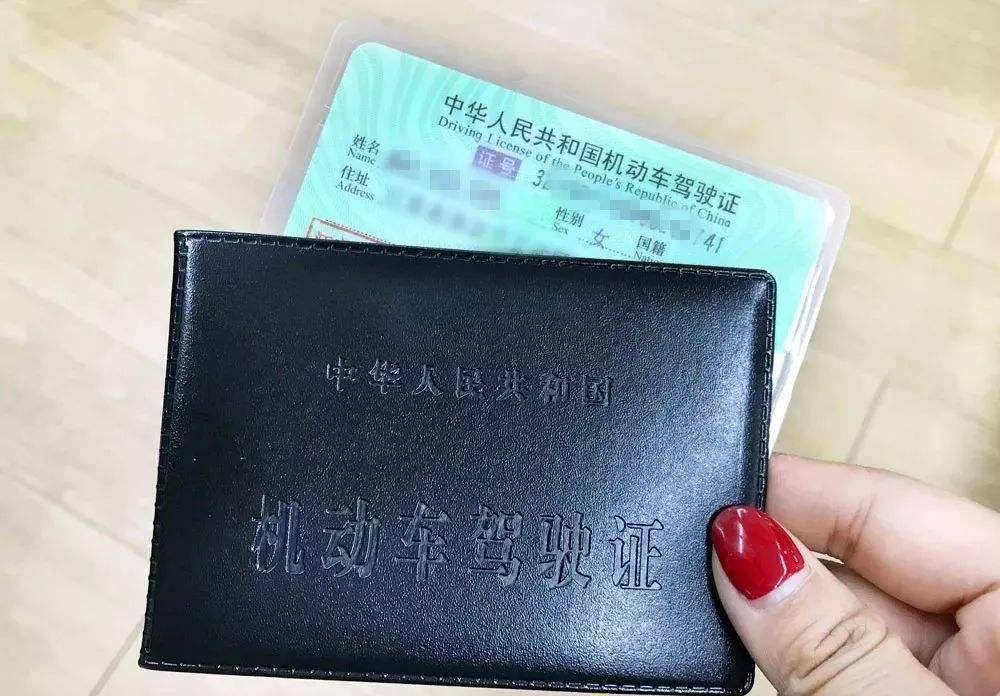 中华人民共和国机动车驾驶证
Driving License of the People's Republic of China
姓名
Name
证号 3 41
住址
Address
性别 女 国籍
Sex
中华人民共和国
机动车驾驶证